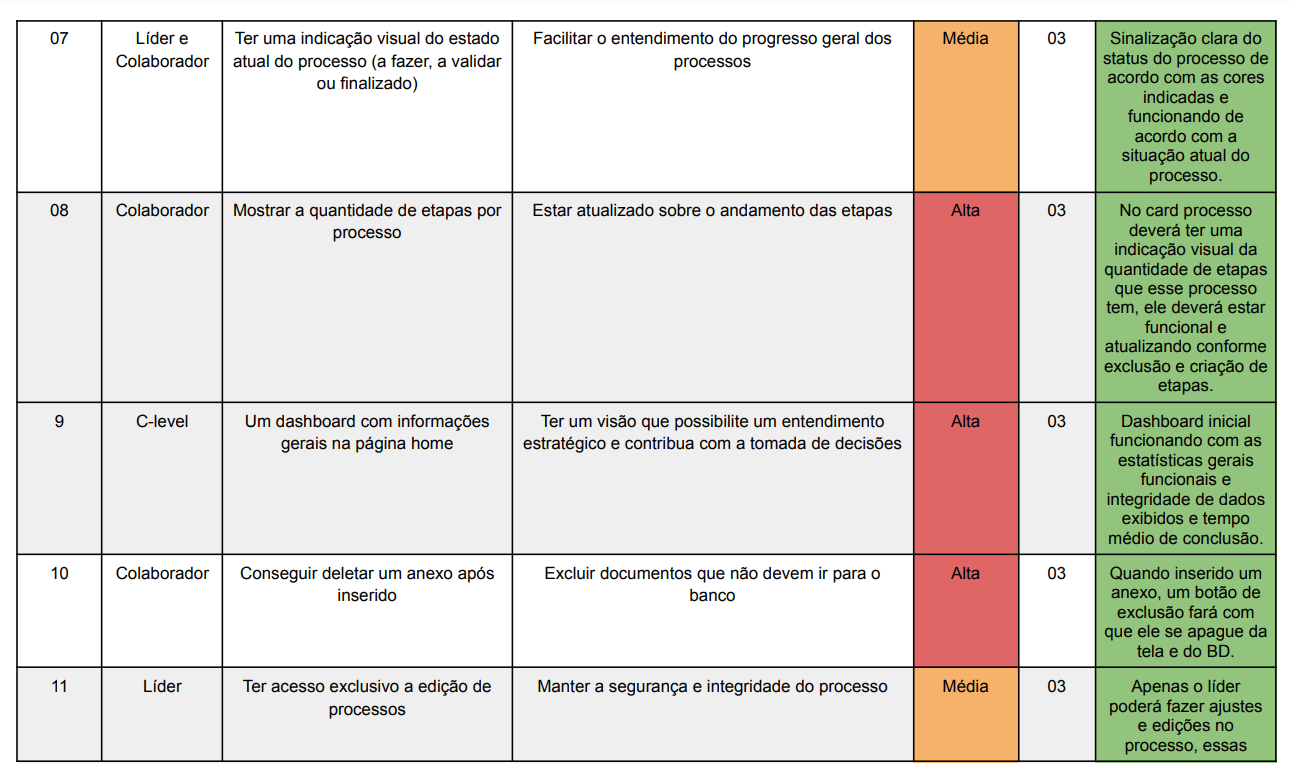 07
Líder e
Colaborador
Ter uma indicação visual do estado
atual do processo (a fazer, a validar
ou finalizado)
Facilitar o entendimento do progresso geral dos
processos
Média
03
Sinalização clara do
status do processo de
acordo com as cores
indicadas e
funcionando de
acordo com a
situação atual do
processo.
08
Colaborador
Mostrar a quantidade de etapas por
processo
Estar atualizado sobre o andamento das etapas
Alta
03
No card processo
deverá ter uma
indicação visual da
quantidade de etapas
que esse processo
tem, ele deverá estar
funcional e
atualizando conforme
exclusão e criação de
etapas.
9
C-level
Um dashboard com informações
gerais na página home
Ter um visão que possibilite um entendimento
estratégico e contribua com a tomada de decisões
Alta
03
Dashboard inicial
funcionando com as
estatísticas gerais
funcionais e
integridade de dados
exibidos e tempo
médio de conclusão.
10
Colaborador
Conseguir deletar um anexo após
inserido
Excluir documentos que não devem ir para o
banco
Alta
03
Quando inserido um
anexo, um botão de
exclusão fará com
que ele se apague da
tela e do BD.
11
Líder
Ter acesso exclusivo a edição de
processos
Manter a segurança e integridade do processo
Média
03
Apenas o líder
poderá fazer ajustes
e edições no
processo, essas